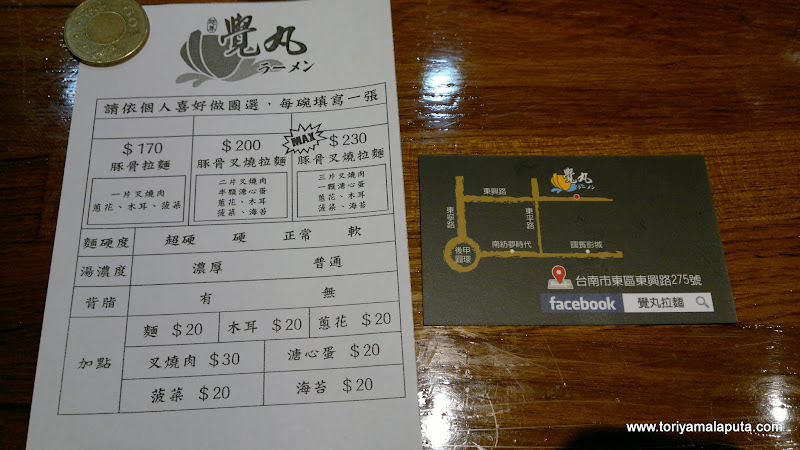 覺丸
ラーメン
請依個人喜好做圈選，每碗填寫一張
$170
豚骨拉麵
一片叉燒肉
蔥花、木耳、菠菜
$200
豚骨叉燒拉麵
二片叉燒肉
半顆溏心蛋
蔥花、木耳
菠菜、海苔
MAX
$230
豚骨叉燒拉麵
三片叉燒肉
一顆溏心蛋
蔥花、木耳
菠菜、海苔
麵硬度 超硬 硬 正常 軟
湯濃度 濃厚 普通
背脂 有 無
加點
麵 $20 木耳 $20 蔥花 $20
叉燒肉 $30 溏心蛋 $20
菠菜 $20 海苔 $20
覺丸
ラーメン
東興路
東寧路
東平路
後甲
圓環
南紡夢時代
國賓影城
台南市東區東興路275號
facebook 覺丸拉麵
www.toriyamalaputa.com